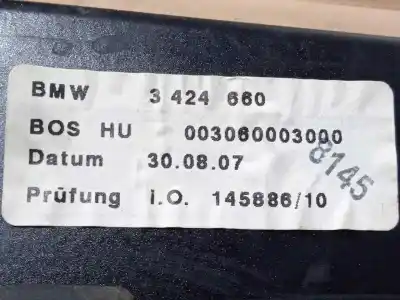 BMW 3 424 660
BOS HU 003060003000
Datum 30.08.07
Prüfung i.O. 145886/10
8145